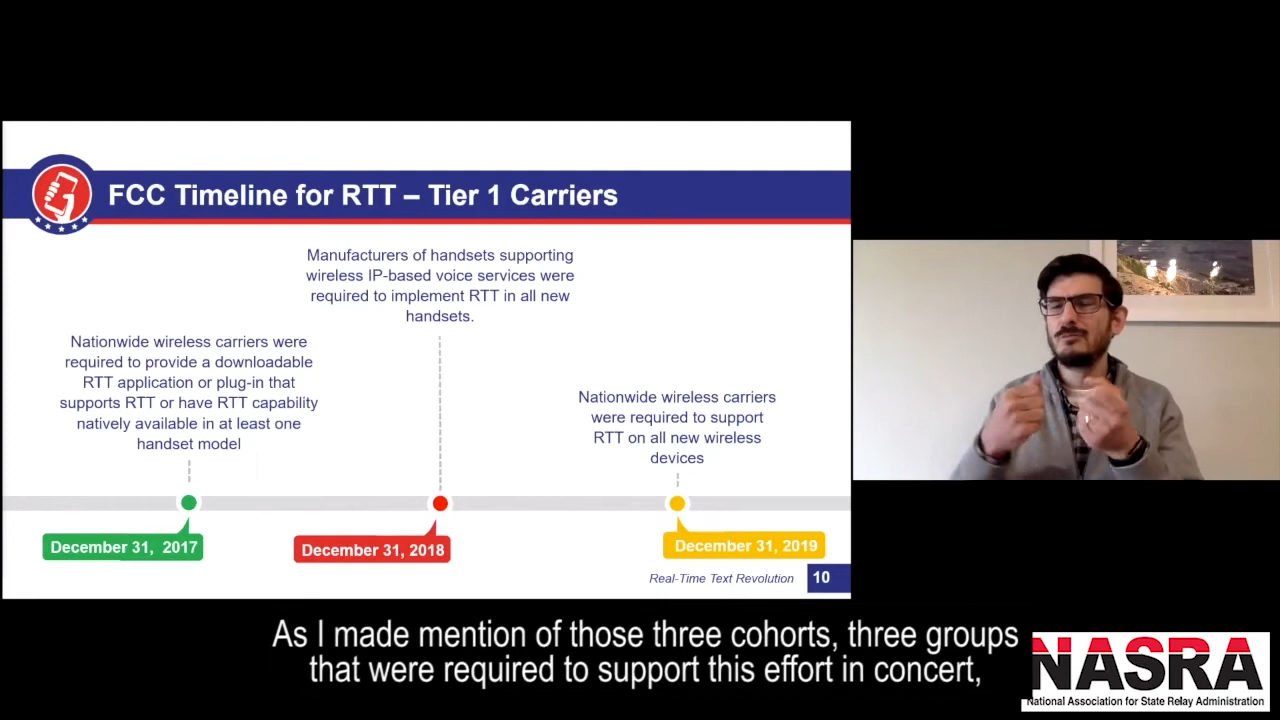 FCC Timeline for RTT – Tier 1 Carriers
Manufacturers of handsets supporting
wireless IP-based voice services were
required to implement RTT in all new
handsets.
Nationwide wireless carriers were
required to provide a downloadable
RTT application or plug-in that
supports RTT or have RTT capability
natively available in at least one
handset model
Nationwide wireless carriers
were required to support
RTT on all new wireless
devices
December 31, 2017
December 31, 2018
December 31, 2019
Real-Time Text Revolution
10
As I made mention of those three cohorts, three groups
that were required to support this effort in concert,
NASRA
National Association for State Relay Administration